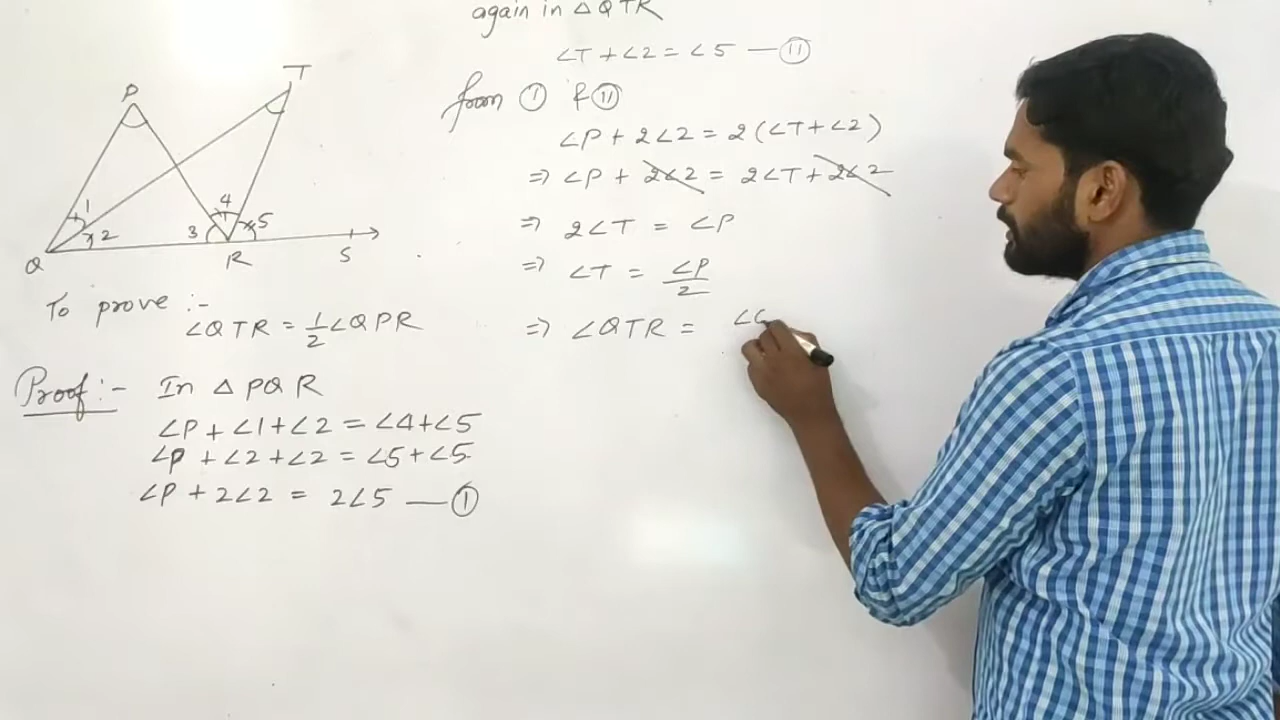 P
T
1
2
3
4
5
Q
R
S
To prove :-
∠QTR = 1/2 ∠QPR
Proof :- In △ PQR
∠P + ∠1 + ∠2 = ∠4 + ∠5
∠P + ∠2 + ∠2 = ∠5 + ∠5
∠P + 2∠2 = 2∠5 — Ⓘ
again in △ QTR
∠T + ∠2 = ∠5 — ⓘⓘ
from Ⓘ & ⓘⓘ
∠P + 2∠2 = 2(∠T + ∠2)
⇒ ∠P + 2∠2 = 2∠T + 2∠2
⇒ 2∠T = ∠P
⇒ ∠T = ∠P/2
⇒ ∠QTR = ∠